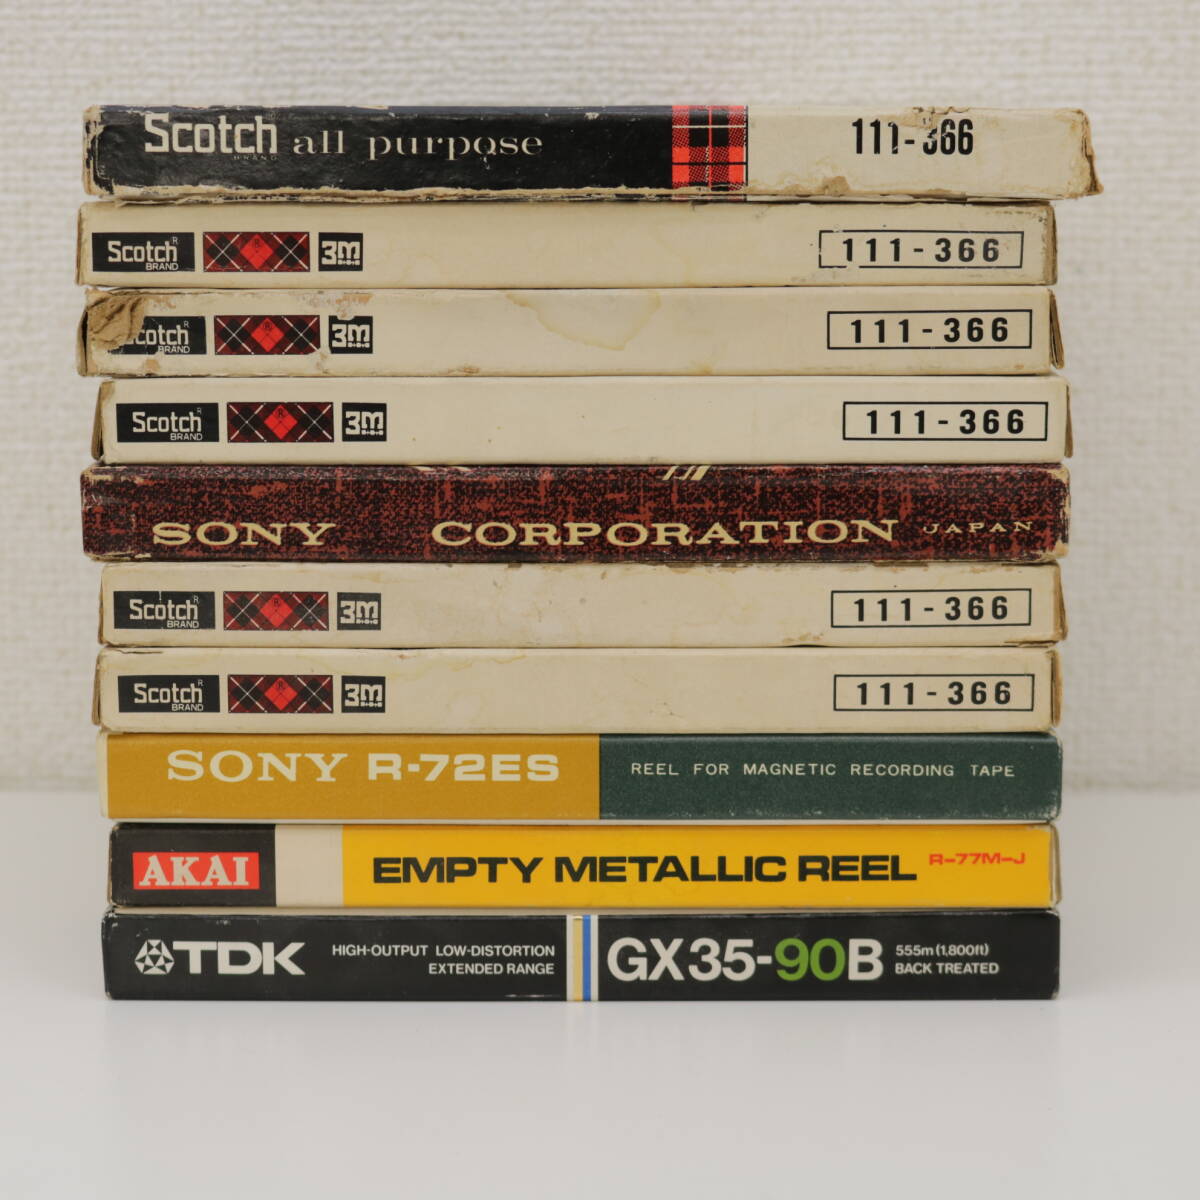 Scotch all purpose 111-366
BRAND
Scotch R 3M 111-366
BRAND
Scotch R 3M 111-366
BRAND
Scotch R 3M 111-366
BRAND
SONY CORPORATION JAPAN
Scotch R 3M 111-366
BRAND
Scotch R 3M 111-366
BRAND
SONY R-72ES REEL FOR MAGNETIC RECORDING TAPE
AKAI EMPTY METALLIC REEL R-77M-J
TDK HIGH-OUTPUT LOW-DISTORTION
EXTENDED RANGE
GX35-90B 555m (1,800ft)
BACK TREATED